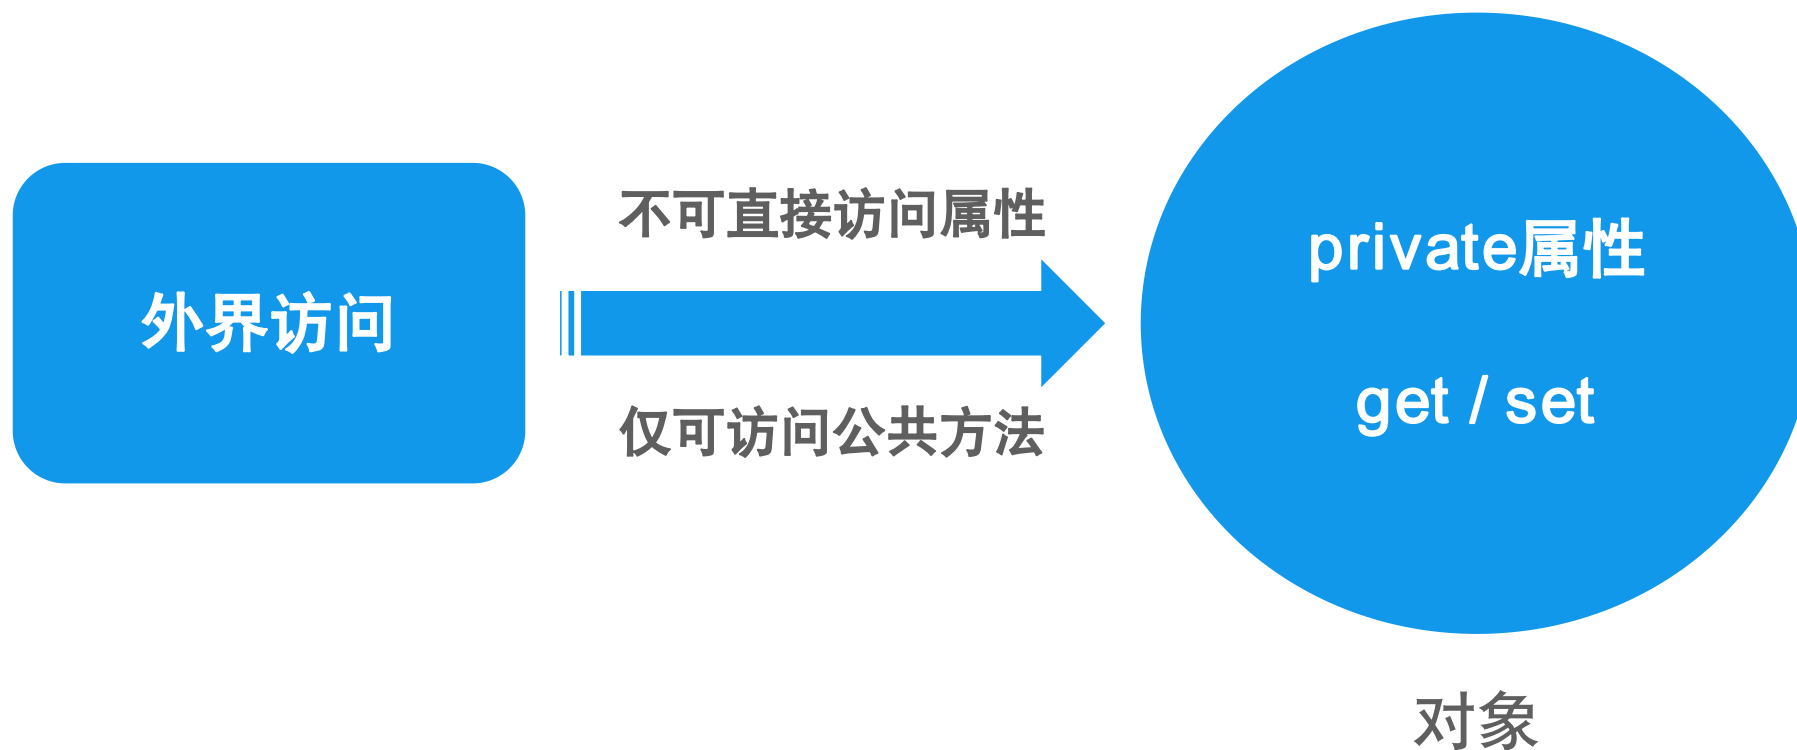 外界访问
不可直接访问属性
仅可访问公共方法
private属性
get / set
对象